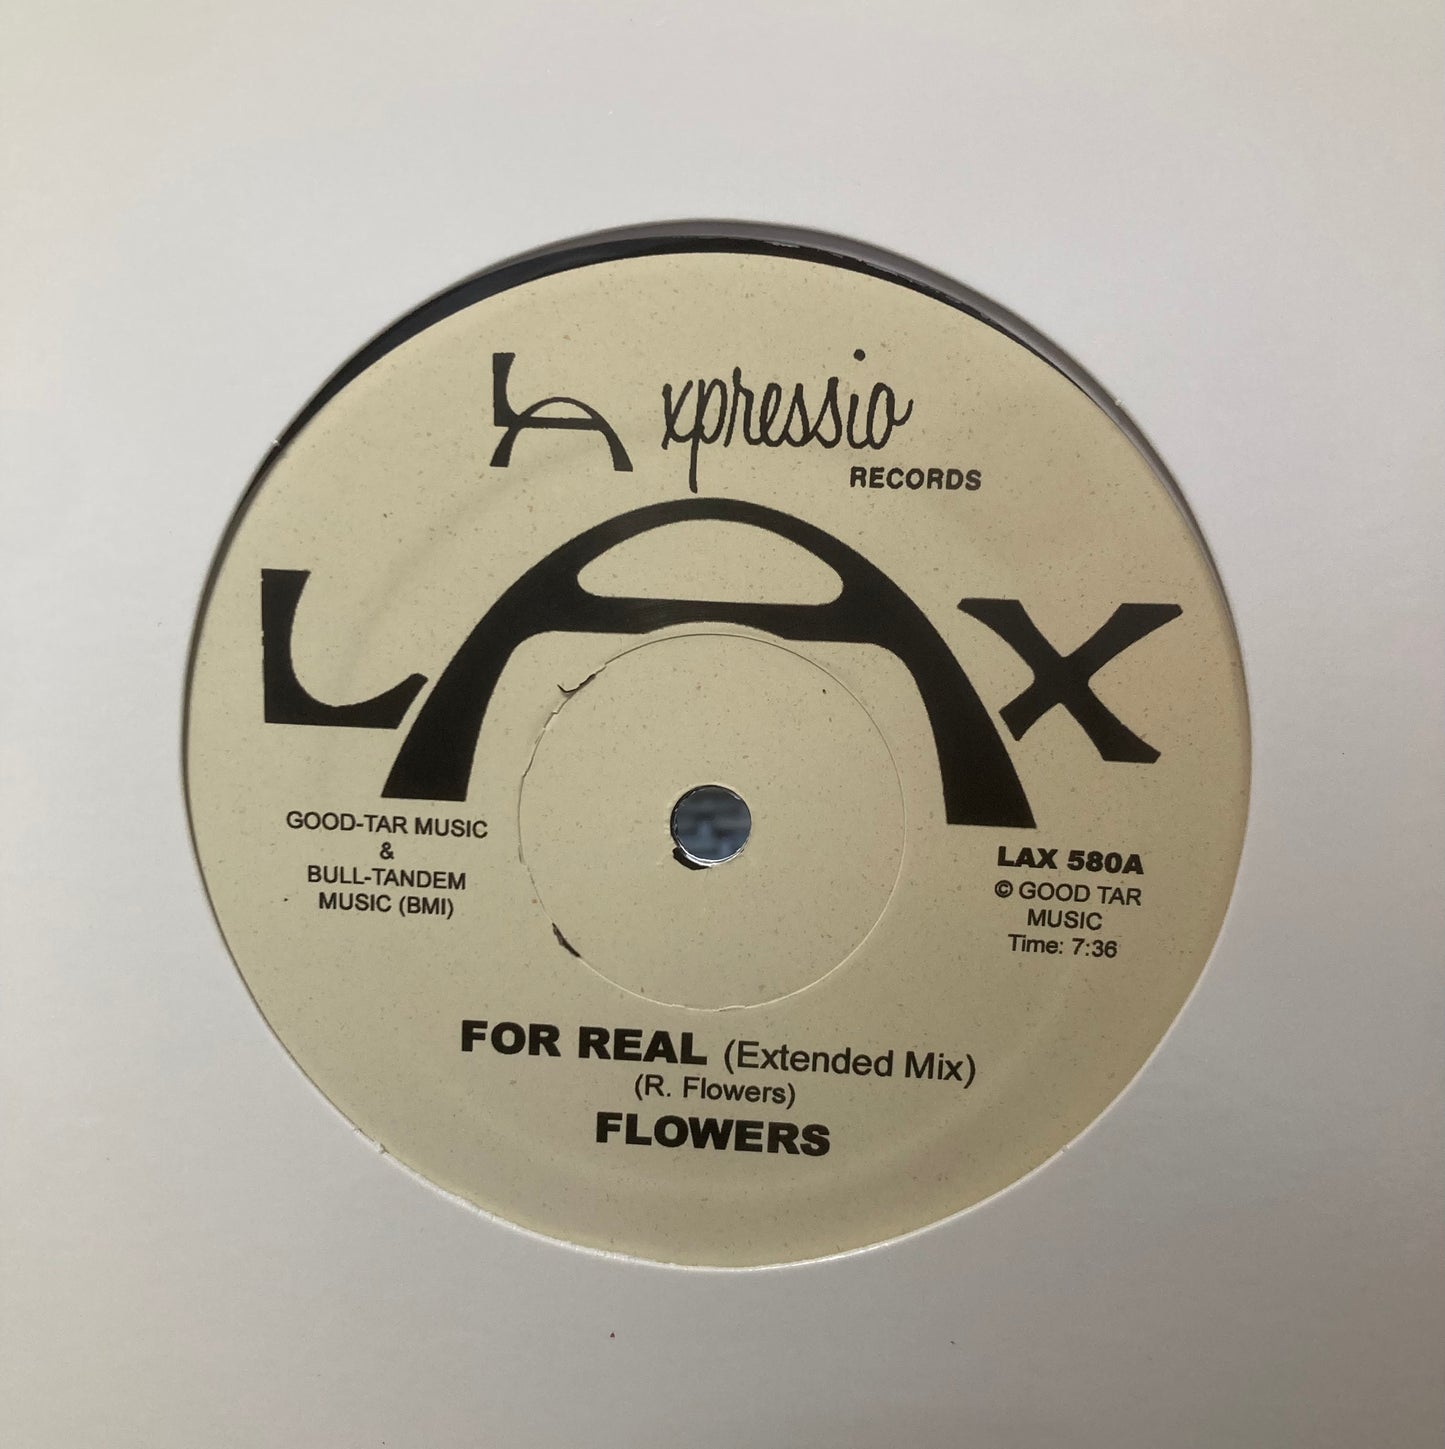 LA xpressio
RECORDS
LAX
GOOD-TAR MUSIC
&
BULL-TANDEM
MUSIC (BMI)
LAX 580A
© GOOD TAR
MUSIC
Time: 7:36
FOR REAL (Extended Mix)
(R. Flowers)
FLOWERS